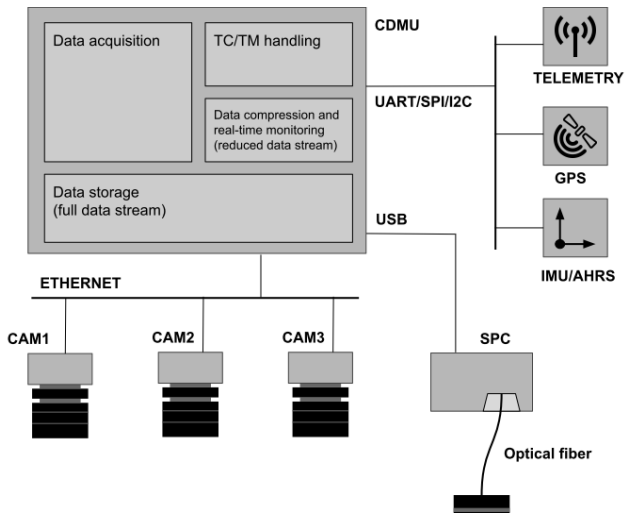 Data acquisition
TC/TM handling
CDMU
TELEMETRY
UART/SPI/I2C
Data compression and
real-time monitoring
(reduced data stream)
GPS
Data storage
(full data stream)
USB
IMU/AHRS
ETHERNET
CAM1
CAM2
CAM3
SPC
Optical fiber